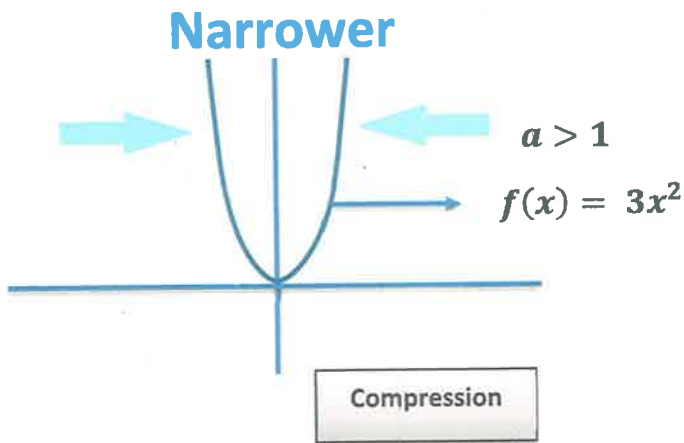 Narrower
a > 1
f(x) = 3x²
Compression